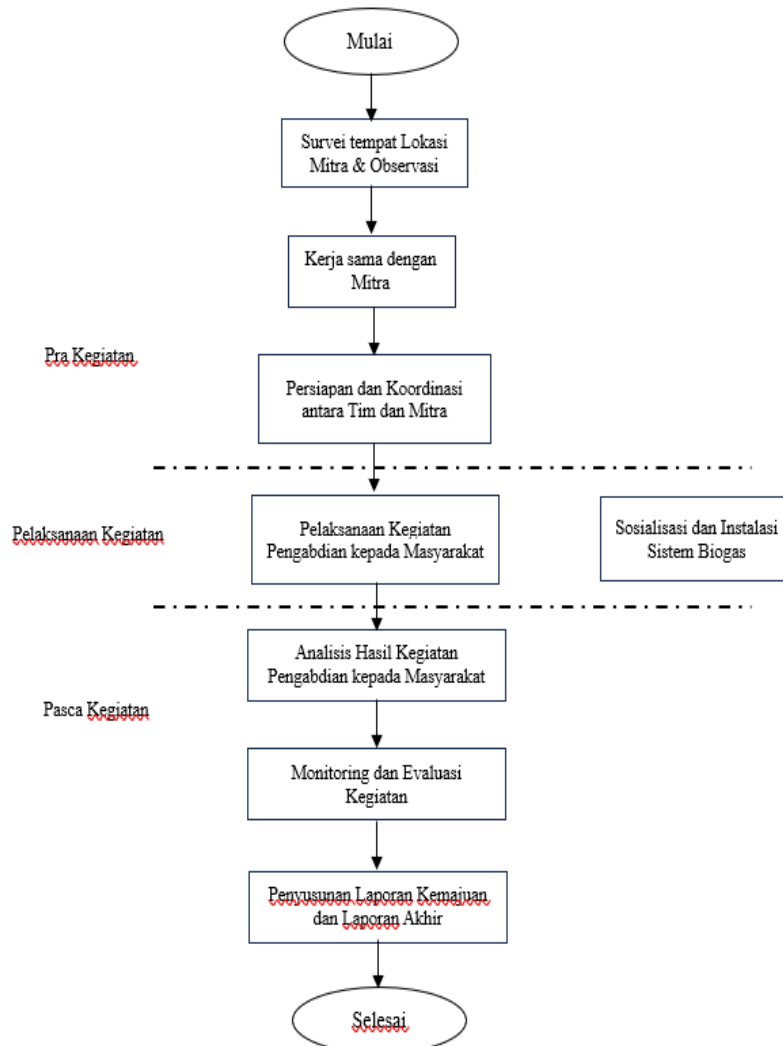 Mulai
Survei tempat Lokasi
Mitra & Observasi
Kerja sama dengan
Mitra
Pra Kegiatan
Persiapan dan Koordinasi
antara Tim dan Mitra
Pelaksanaan Kegiatan
Pelaksanaan Kegiatan
Pengabdian kepada Masyarakat
Sosialisasi dan Instalasi
Sistem Biogas
Analisis Hasil Kegiatan
Pengabdian kepada Masyarakat
Pasca Kegiatan
Monitoring dan Evaluasi
Kegiatan
Penyusunan Laporan Kemajuan
dan Laporan Akhir
Selesai